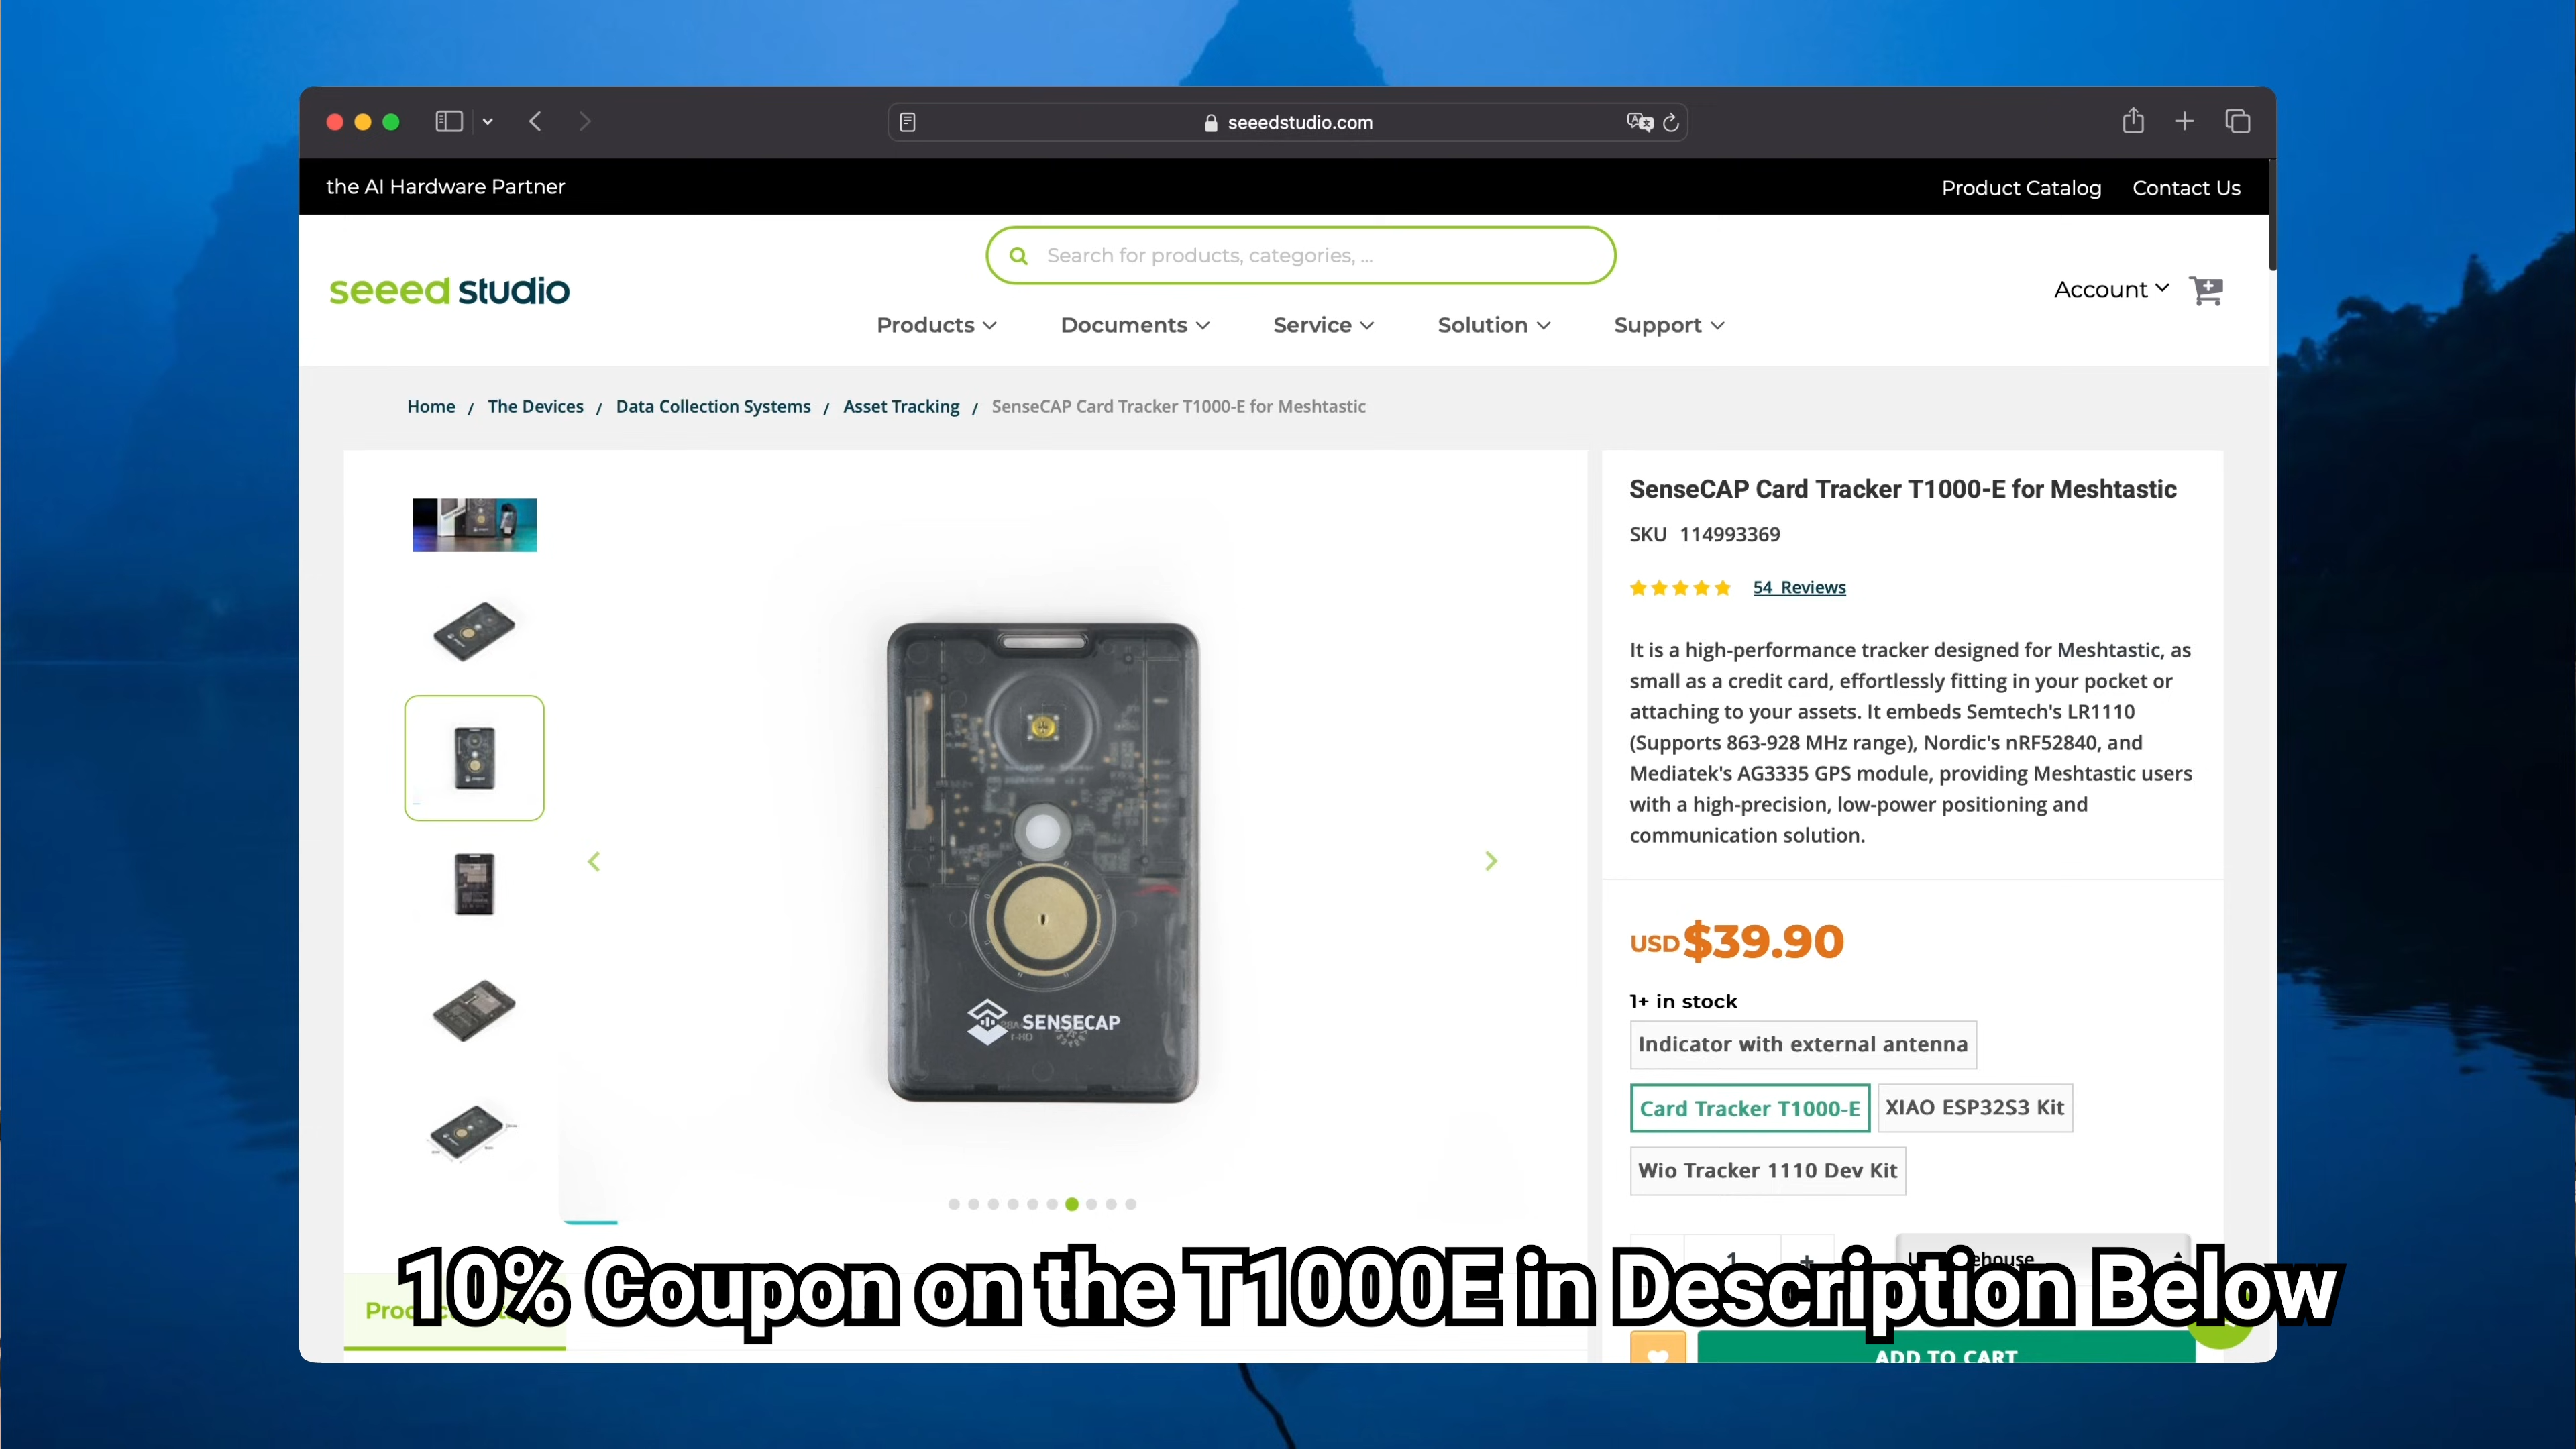 seeedstudio.com
the AI Hardware Partner
Product Catalog
Contact Us
Search for products, categories, ...
seeed studio
Account
Products
Documents
Service
Solution
Support
Home / The Devices / Data Collection Systems / Asset Tracking / SenseCAP Card Tracker T1000-E for Meshtastic
SENSECAP
SenseCAP Card Tracker T1000-E for Meshtastic
SKU 114993369
54 Reviews
It is a high-performance tracker designed for Meshtastic, as
small as a credit card, effortlessly fitting in your pocket or
attaching to your assets. It embeds Semtech's LR1110
(Supports 863-928 MHz range), Nordic's nRF52840, and
Mediatek's AG3335 GPS module, providing Meshtastic users
with a high-precision, low-power positioning and
communication solution.
USD $39.90
1+ in stock
Indicator with external antenna
Card Tracker T1000-E
XIAO ESP32S3 Kit
Wio Tracker 1110 Dev Kit
1 +
10% Coupon on the T1000E in Description Below
ADD TO CART